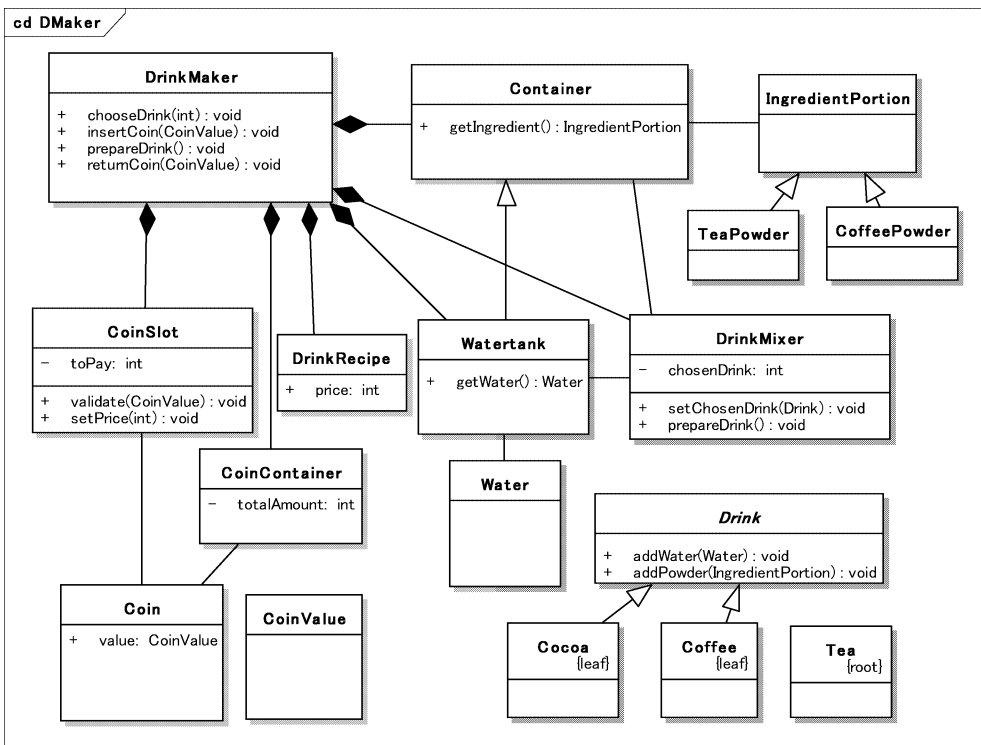 cd DMaker
DrinkMaker
+ chooseDrink(int) : void
+ insertCoin(CoinValue) : void
+ prepareDrink() : void
+ returnCoin(CoinValue) : void
Container
+ getIngredient() : IngredientPortion
IngredientPortion
TeaPowder
CoffeePowder
CoinSlot
- toPay: int
+ validate(CoinValue) : void
+ setPrice(int) : void
DrinkRecipe
+ price: int
Watertank
+ getWater() : Water
DrinkMixer
- chosenDrink: int
+ setChosenDrink(Drink) : void
+ prepareDrink() : void
CoinContainer
- totalAmount: int
Water
Drink
+ addWater(Water) : void
+ addPowder(IngredientPortion) : void
Coin
+ value: CoinValue
CoinValue
Cocoa
{leaf}
Coffee
{leaf}
Tea
{root}